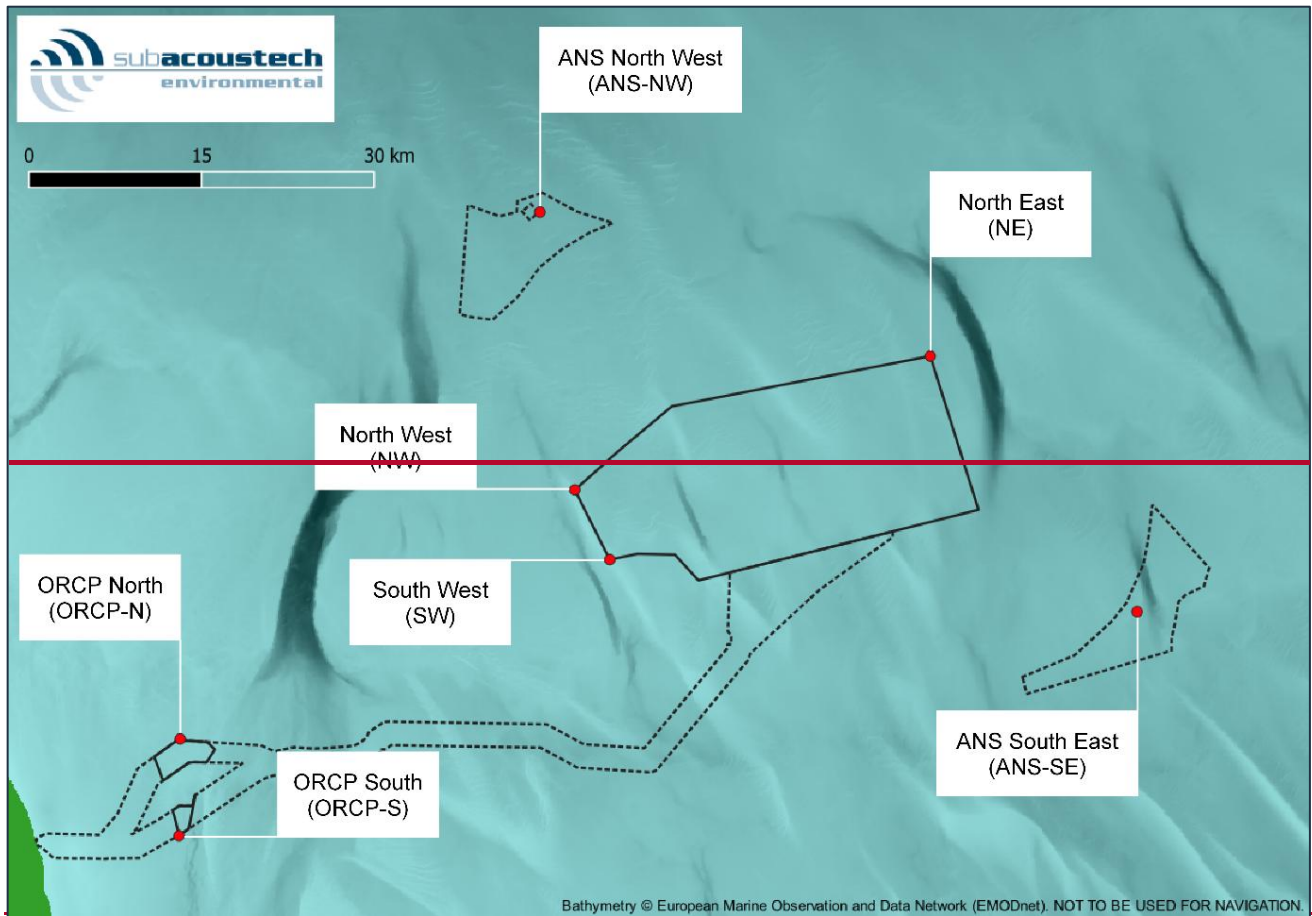 subacoustech
environmental
0 15 30 km
ANS North West
(ANS-NW)
North East
(NE)
North West
(NW)
South West
(SW)
ORCP North
(ORCP-N)
ORCP South
(ORCP-S)
ANS South East
(ANS-SE)
Bathymetry © European Marine Observation and Data Network (EMODnet). NOT TO BE USED FOR NAVIGATION.